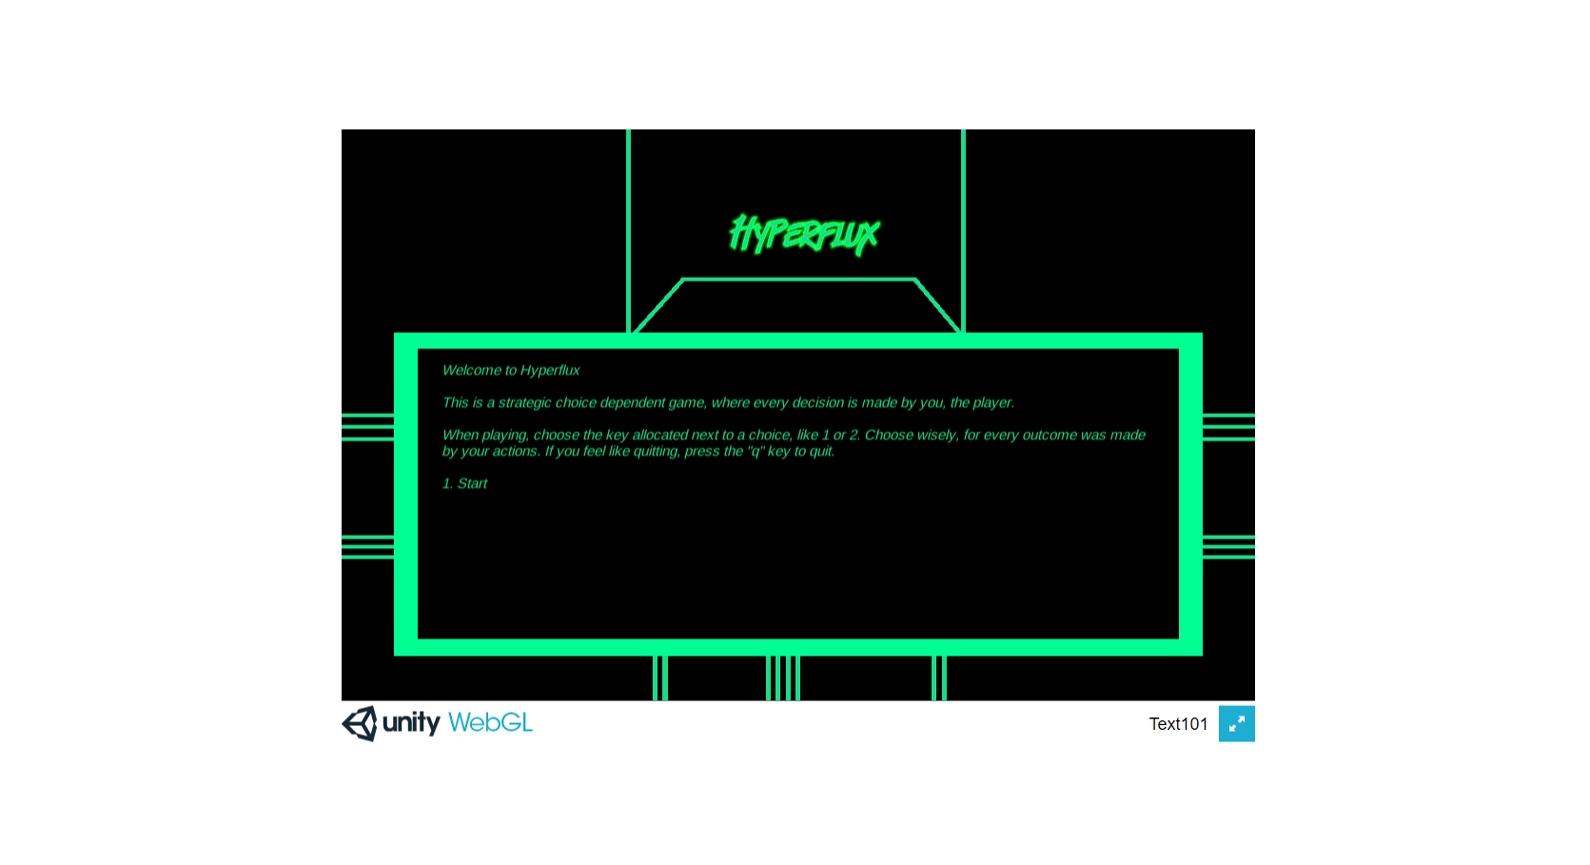 Hyperflux
Welcome to Hyperflux
This is a strategic choice dependent game, where every decision is made by you, the player.
When playing, choose the key allocated next to a choice, like 1 or 2. Choose wisely, for every outcome was made
by your actions. If you feel like quitting, press the "q" key to quit.
1. Start
unity WebGL
Text101